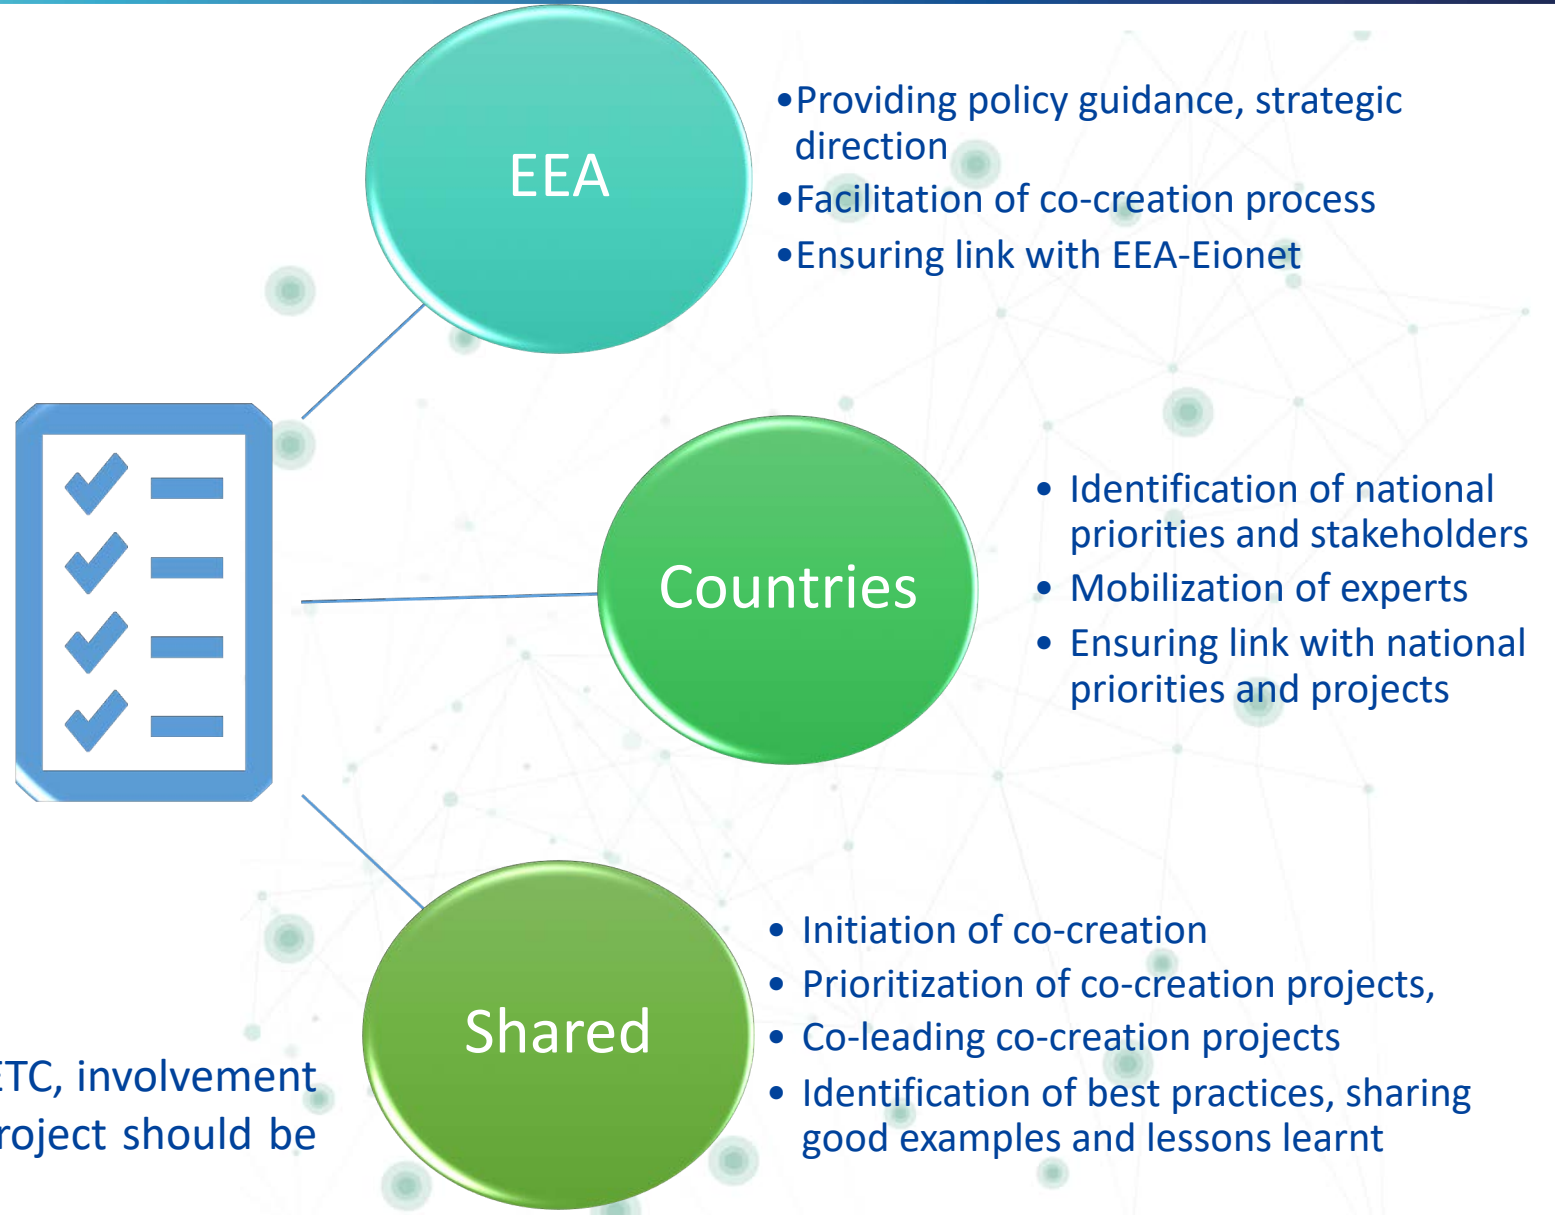 EEA
•Providing policy guidance, strategic
direction
•Facilitation of co-creation process
•Ensuring link with EEA-Eionet
Countries
• Identification of national
priorities and stakeholders
• Mobilization of experts
• Ensuring link with national
priorities and projects
Shared
• Initiation of co-creation
• Prioritization of co-creation projects,
• Co-leading co-creation projects
• Identification of best practices, sharing
good examples and lessons learnt
ETC, involvement
roject should be